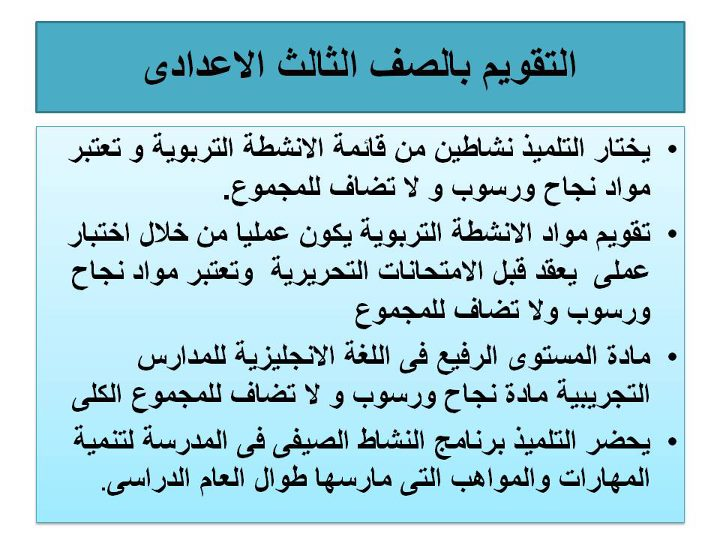 التقويم بالصف الثالث الاعدادى
• يختار التلميذ نشاطين من قائمة الانشطة التربوية و تعتبر
مواد نجاح ورسوب و لا تضاف للمجموع.
• تقويم مواد الانشطة التربوية يكون عمليا من خلال اختبار
عملى يعقد قبل الامتحانات التحريرية وتعتبر مواد نجاح
ورسوب ولا تضاف للمجموع
• مادة المستوى الرفيع فى اللغة الانجليزية للمدارس
التجريبية مادة نجاح ورسوب و لا تضاف للمجموع الكلى
• يحضر التلميذ برنامج النشاط الصيفى فى المدرسة لتنمية
المهارات والمواهب التى مارسها طوال العام الدراسى.